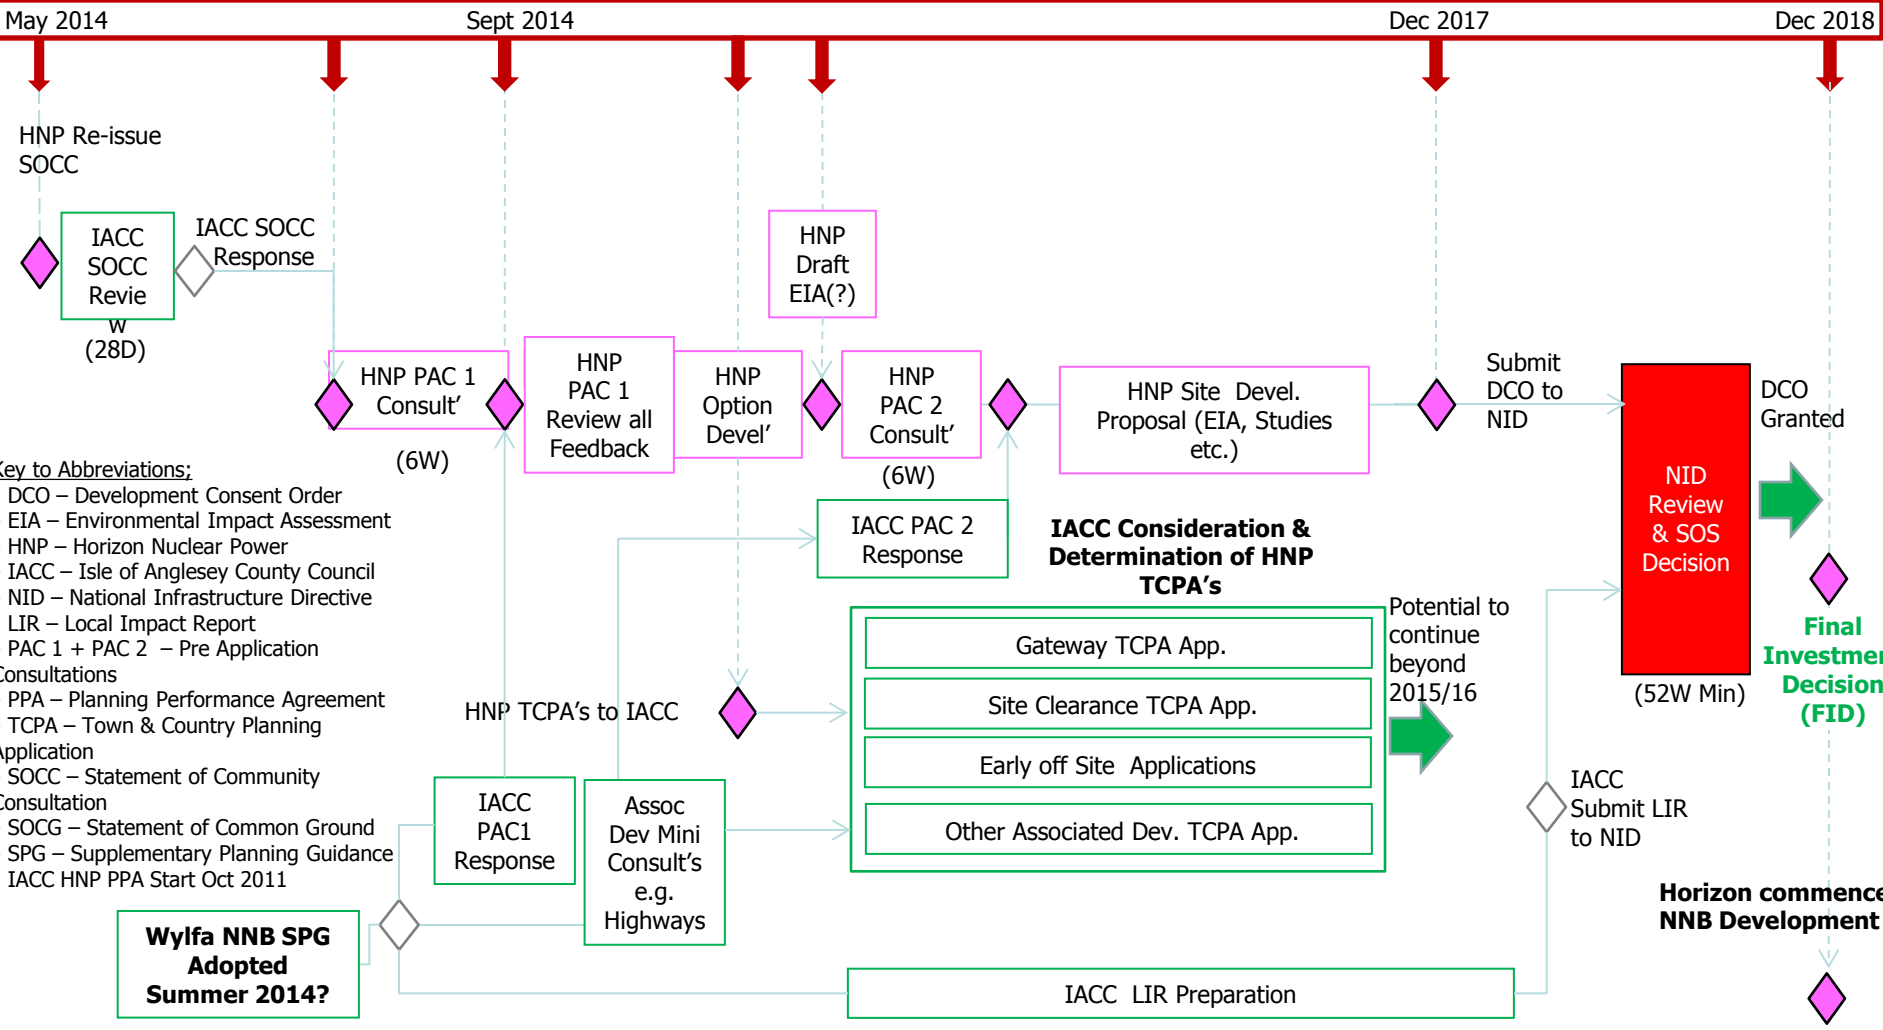 May 2014
Sept 2014
Dec 2017
Dec 2018
HNP Re-issue
SOCC
IACC
SOCC
Revie
w
(28D)
IACC SOCC
Response
HNP
Draft
EIA(?)
HNP PAC 1
Consult'
(6W)
HNP
PAC 1
Review all
Feedback
HNP
Option
Devel'
HNP
PAC 2
Consult'
(6W)
HNP Site Devel.
Proposal (EIA, Studies
etc.)
Submit
DCO to
NID
NID
Review
& SOS
Decision
(52W Min)
DCO
Granted
Final
Investmen
Decision
(FID)
Key to Abbreviations;
DCO – Development Consent Order
EIA – Environmental Impact Assessment
HNP – Horizon Nuclear Power
IACC – Isle of Anglesey County Council
NID – National Infrastructure Directive
LIR – Local Impact Report
PAC 1 + PAC 2 – Pre Application
Consultations
PPA – Planning Performance Agreement
TCPA – Town & Country Planning
Application
SOCC – Statement of Community
Consultation
SOCG – Statement of Common Ground
SPG – Supplementary Planning Guidance
IACC HNP PPA Start Oct 2011
IACC PAC 2
Response
IACC Consideration &
Determination of HNP
TCPA's
Gateway TCPA App.
Site Clearance TCPA App.
Early off Site Applications
Other Associated Dev. TCPA App.
Potential to
continue
beyond
2015/16
HNP TCPA's to IACC
IACC
PAC1
Response
Assoc
Dev Mini
Consult's
e.g.
Highways
IACC
Submit LIR
to NID
Wylfa NNB SPG
Adopted
Summer 2014?
IACC LIR Preparation
Horizon commence
NNB Development